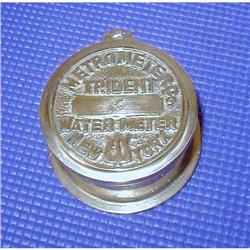 NEPTUNE METER CO.
TRIDENT
WATER METER
NEW YORK